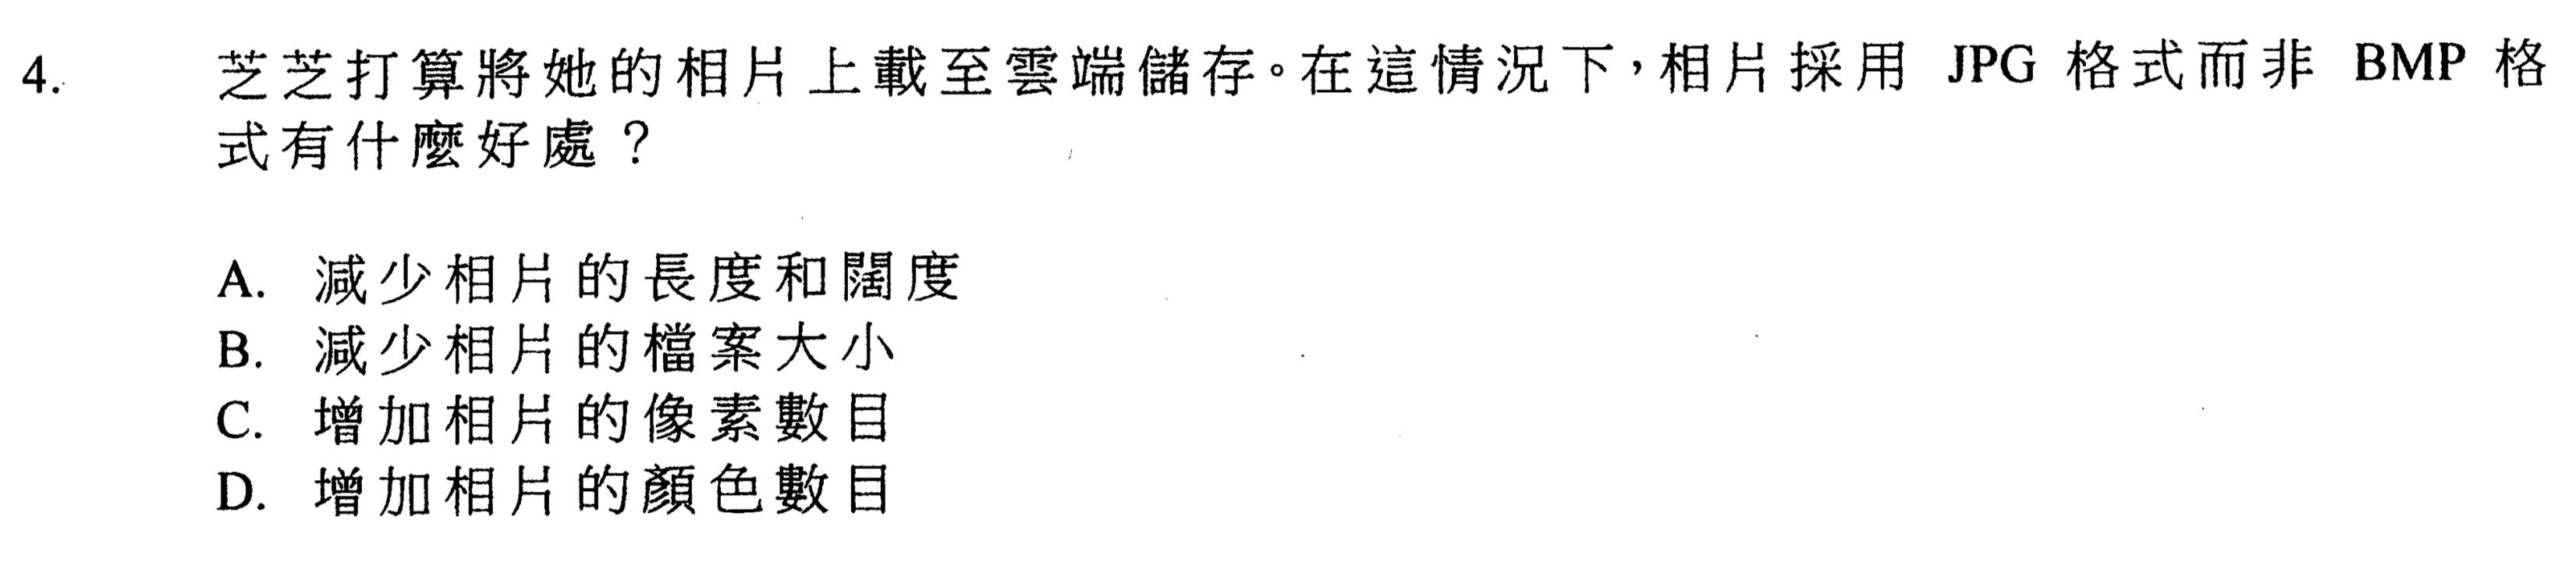 4. 芝芝打算將她的相片上載至雲端儲存。在這情況下，相片採用 JPG 格式而非 BMP 格
式有什麼好處？
A. 減少相片的長度和闊度
B. 減少相片的檔案大小
C. 增加相片的像素數目
D. 增加相片的顏色數目